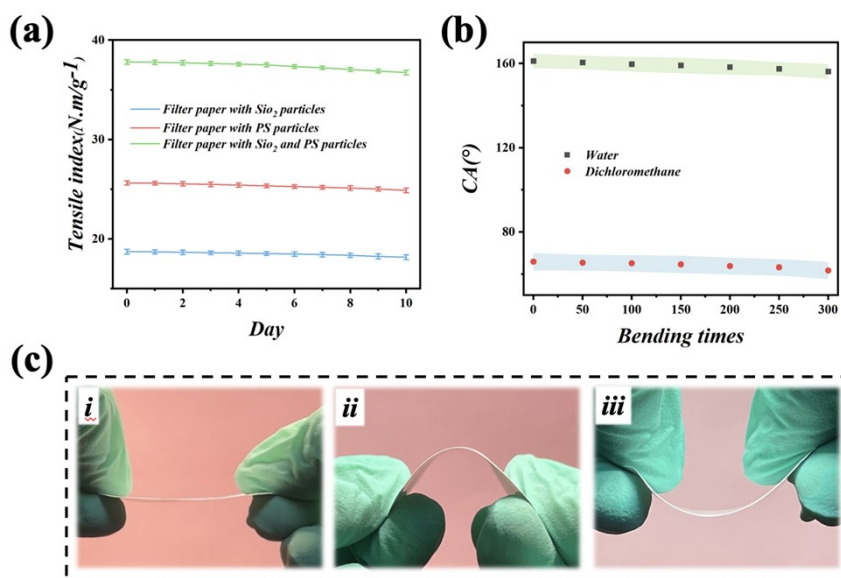 (a)
Tensile index(N.m/g⁻¹)
40
30
20
0 2 4 6 8 10
Day
Filter paper with Sio₂ particles
Filter paper with PS particles
Filter paper with Sio₂ and PS particles
(b)
CA(°)
160
120
80
0 50 100 150 200 250 300
Bending times
Water
Dichloromethane
(c)
i
ii
iii